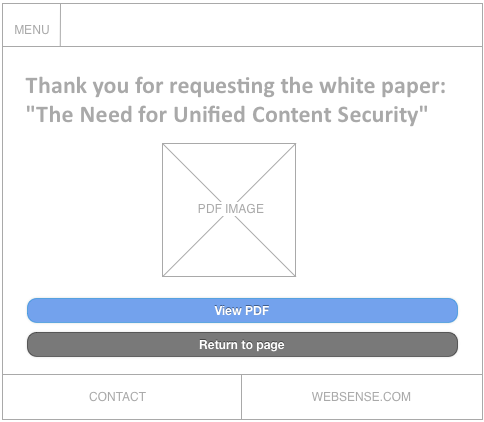 MENU
Thank you for requesting the white paper:
"The Need for Unified Content Security"
PDF IMAGE
View PDF
Return to page
CONTACT
WEBSENSE.COM